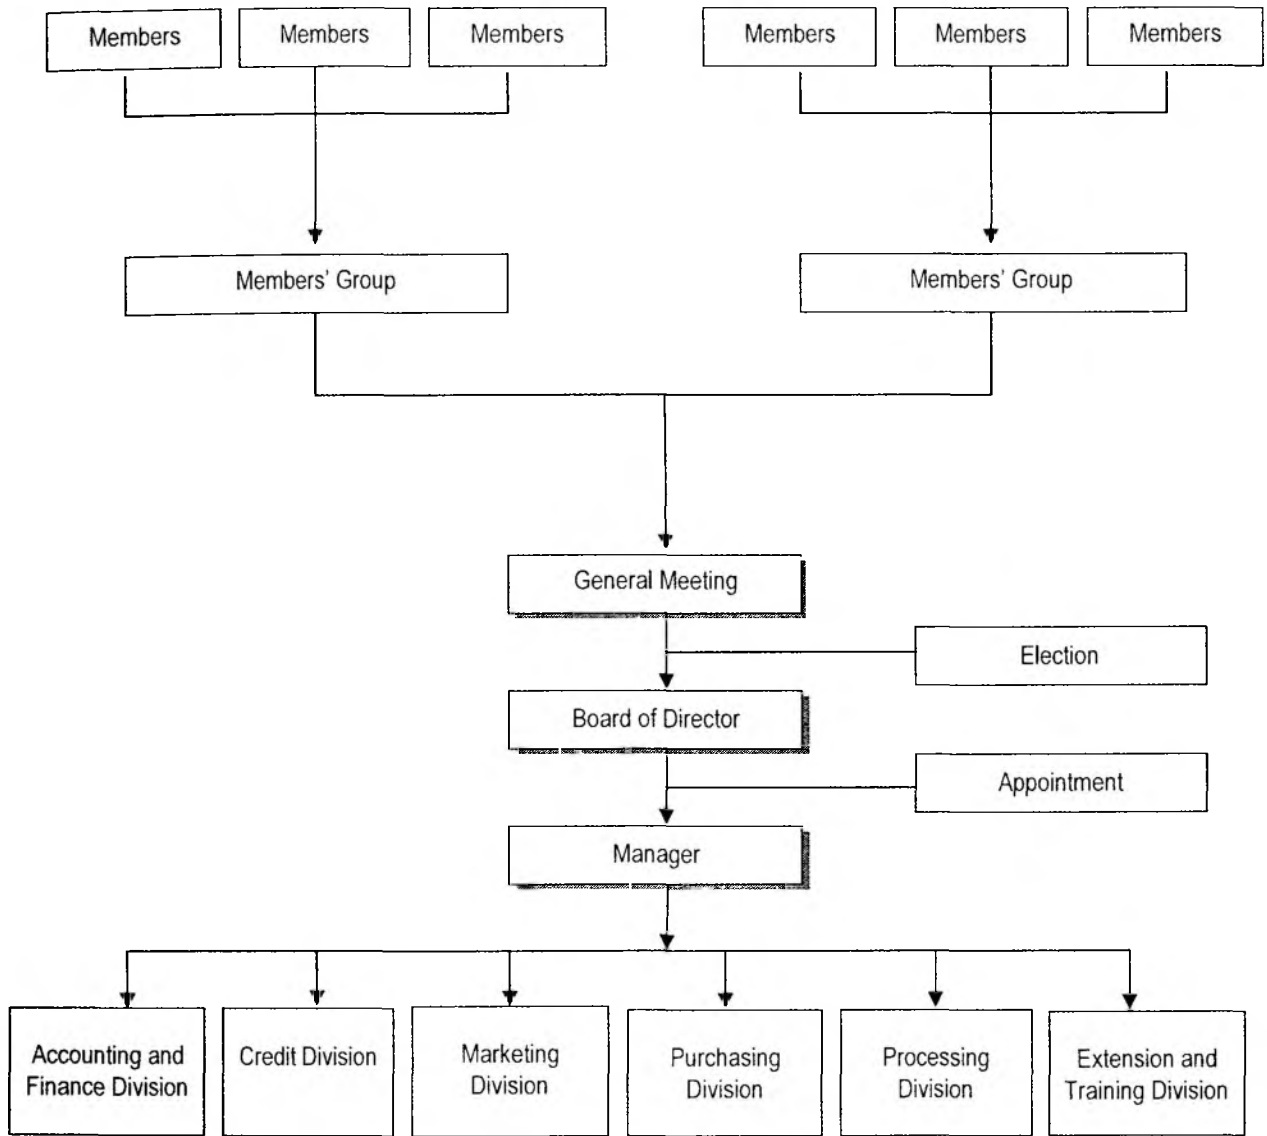 Members
Members
Members
Members
Members
Members
Members' Group
Members' Group
General Meeting
Election
Board of Director
Appointment
Manager
Accounting and
Finance Division
Credit Division
Marketing
Division
Purchasing
Division
Processing
Division
Extension and
Training Division